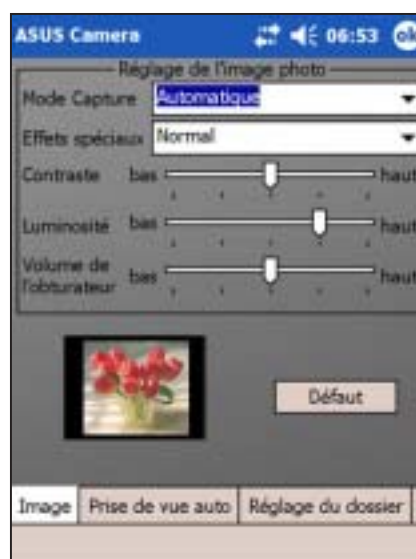 ASUS Camera 06:53 ok
Réglage de l'image photo
Mode Capture Automatique
Effets spéciaux Normal
Contraste bas haut
Luminosité bas haut
Volume de
l'obturateur bas haut
Défaut
Image Prise de vue auto Réglage du dossier